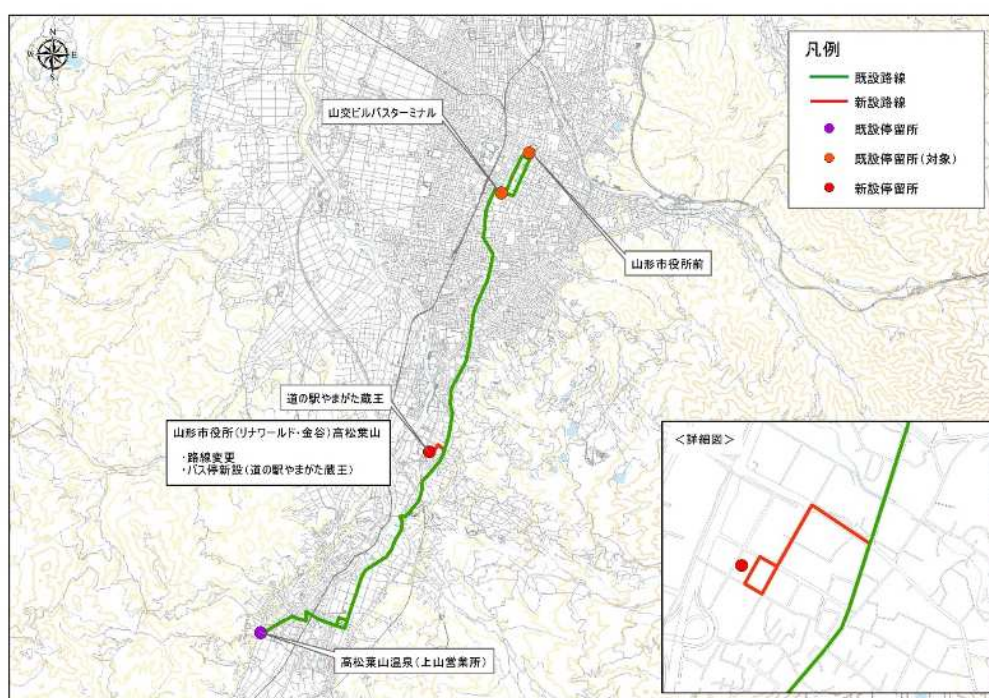 N
W
E
S
凡例
既設路線
新設路線
既設停留所
既設停留所(対象)
新設停留所
山交ビルバスターミナル
山形市役所前
道の駅やまがた蔵王
山形市役所(リナワールド・金谷)高松葉山
・路線変更
・バス停新設(道の駅やまがた蔵王)
<詳細図>
高松葉山温泉(上山営業所)